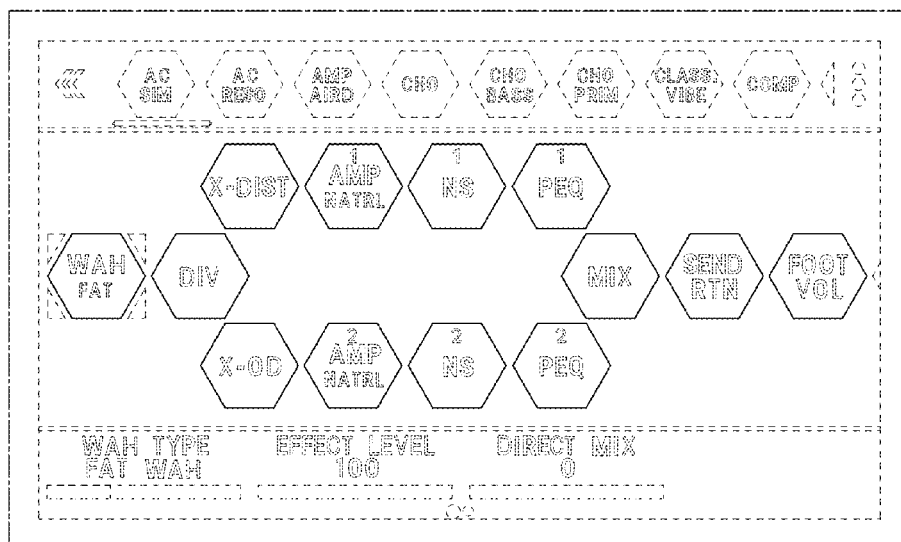 AC SIM
AC RESO
AMP AIRD
CHO
CHO BASS
CHO PRIM
CLASS. VIBE
COMP
X-DIST
1 AMP NATRL
1 NS
1 PEQ
WAH FAT
DIV
MIX
SEND RTN
FOOT VOL
X-OD
2 AMP NATRL
2 NS
2 PEQ
WAH TYPE
FAT WAH
EFFECT LEVEL
100
DIRECT MIX
0